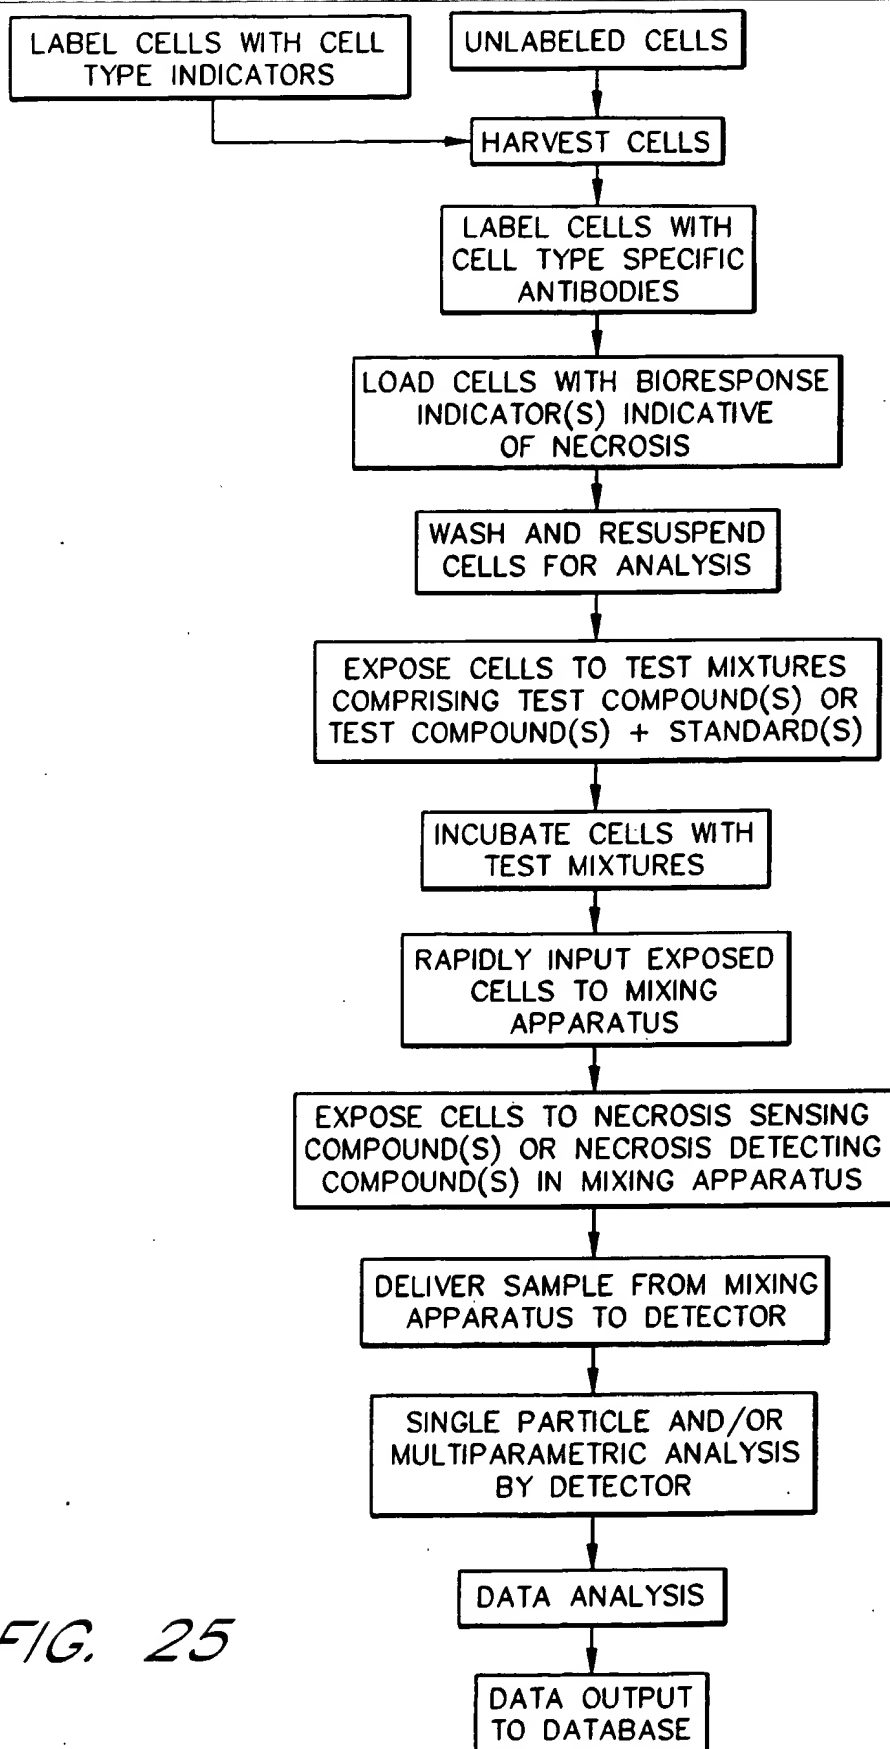 LABEL CELLS WITH CELL
TYPE INDICATORS
UNLABELED CELLS
HARVEST CELLS
LABEL CELLS WITH
CELL TYPE SPECIFIC
ANTIBODIES
LOAD CELLS WITH BIORESPONSE
INDICATOR(S) INDICATIVE
OF NECROSIS
WASH AND RESUSPEND
CELLS FOR ANALYSIS
EXPOSE CELLS TO TEST MIXTURES
COMPRISING TEST COMPOUND(S) OR
TEST COMPOUND(S) + STANDARD(S)
INCUBATE CELLS WITH
TEST MIXTURES
RAPIDLY INPUT EXPOSED
CELLS TO MIXING
APPARATUS
EXPOSE CELLS TO NECROSIS SENSING
COMPOUND(S) OR NECROSIS DETECTING
COMPOUND(S) IN MIXING APPARATUS
DELIVER SAMPLE FROM MIXING
APPARATUS TO DETECTOR
SINGLE PARTICLE AND/OR
MULTIPARAMETRIC ANALYSIS
BY DETECTOR
DATA ANALYSIS
DATA OUTPUT
TO DATABASE
FIG. 25